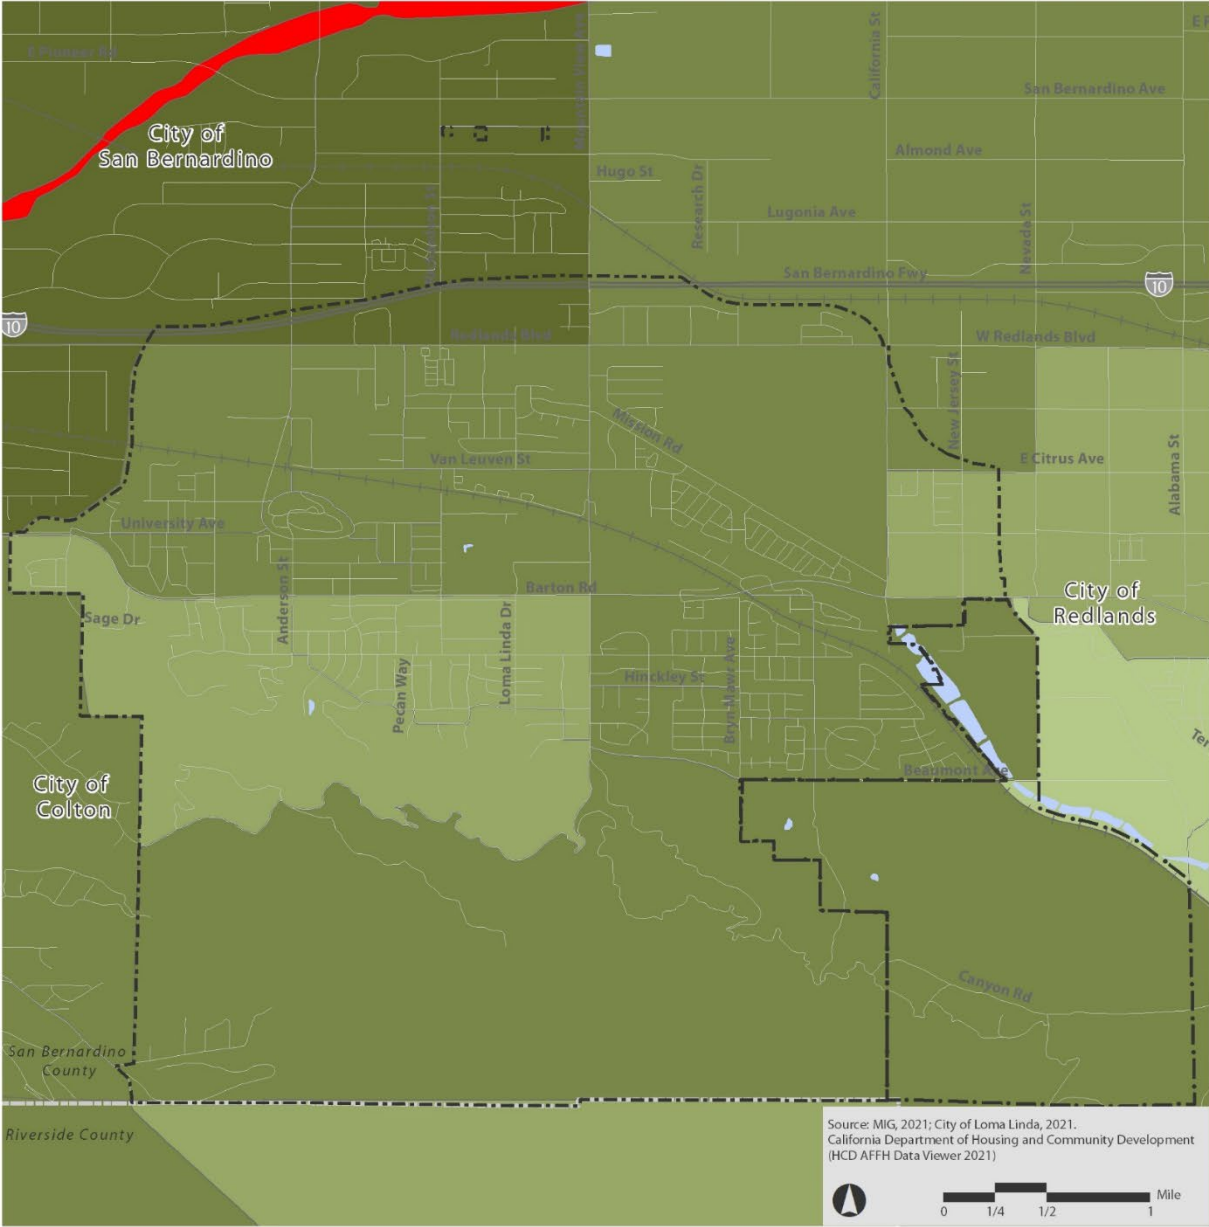 E Pioneer Rd
Mountain View Ave
California St
San Bernardino Ave
City of
San Bernardino
Almond Ave
Hugo St
Research Dr
Lugonia Ave
Nevada St
San Bernardino Fwy
10
10
Redlands Blvd
W Redlands Blvd
New Jersey St
Mission Rd
Van Leuven St
E Citrus Ave
Alabama St
University Ave
Anderson St
Barton Rd
City of
Redlands
Sage Dr
Loma Linda Dr
Pecan Way
Hinckley St
Bryn Mawr Ave
Beaumont Ave
City of
Colton
Canyon Rd
San Bernardino
County
Riverside County
Source: MIG, 2021; City of Loma Linda, 2021.
California Department of Housing and Community Development
(HCD AFFH Data Viewer 2021)
Mile
0 1/4 1/2 1